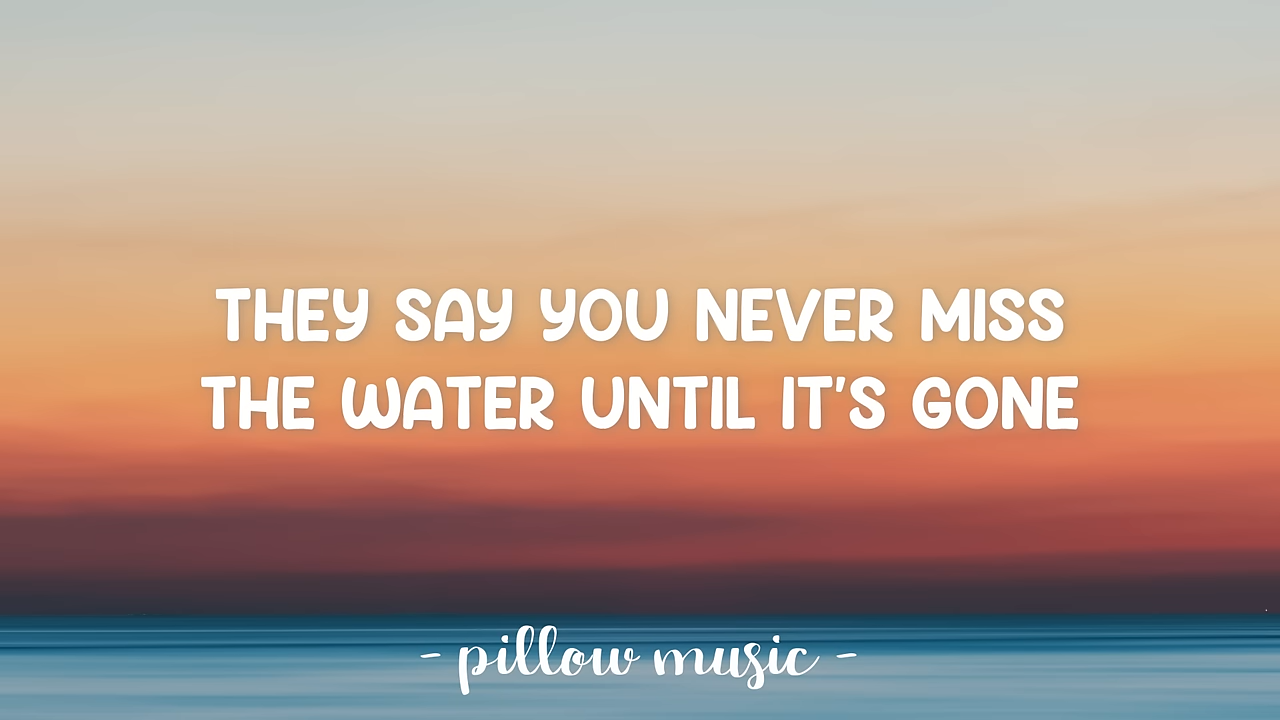 THEY SAY YOU NEVER MISS
THE WATER UNTIL IT'S GONE
- pillow music -